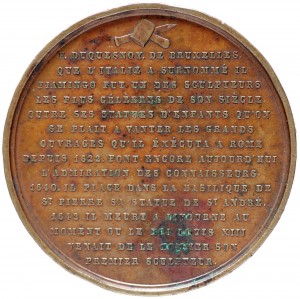 F. DUQUESNOY, DE BRUXELLES,
QUE L'ITALIE A SURNOMMÉ IL
FIAMINGO FUT UN DES SCULPTEURS
LES PLUS CÉLÈBRES DE SON SIÈCLE
OUTRE SES STATUES D'ENFANTS QU'ON
SE PLAIT A VANTER LES GRANDS
OUVRAGES QU'IL EXÉCUTA A ROME
DEPUIS 1622. FONT ENCORE AUJOURD'HUI
L'ADMIRATION DES CONNAISSEURS.
1640. IL PLACE DANS LA BASILIQUE DE
ST PIERRE SA STATUE DE ST ANDRÉ.
IL MEURT A LIVOURNE AU
MOMENT OU LE ROI LOUIS XIII
VENAIT DE LE NOMMER SON
PREMIER SCULPTEUR.